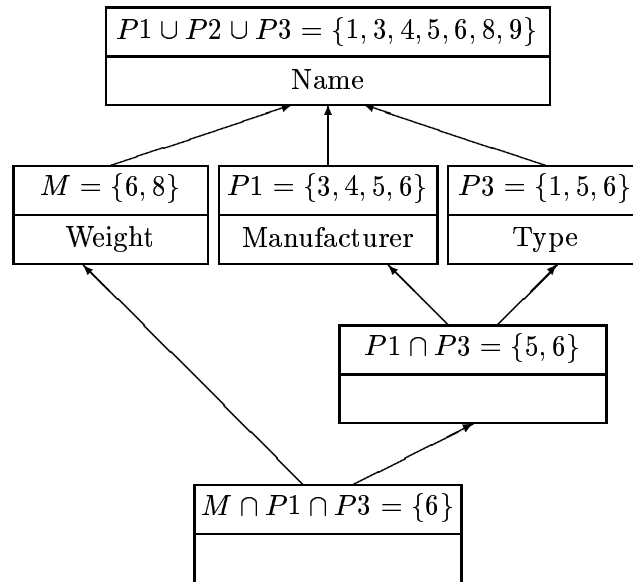 P1 ∪ P2 ∪ P3 = {1, 3, 4, 5, 6, 8, 9}
Name
M = {6, 8}
P1 = {3, 4, 5, 6}
P3 = {1, 5, 6}
Weight
Manufacturer
Type
P1 ∩ P3 = {5, 6}
M ∩ P1 ∩ P3 = {6}